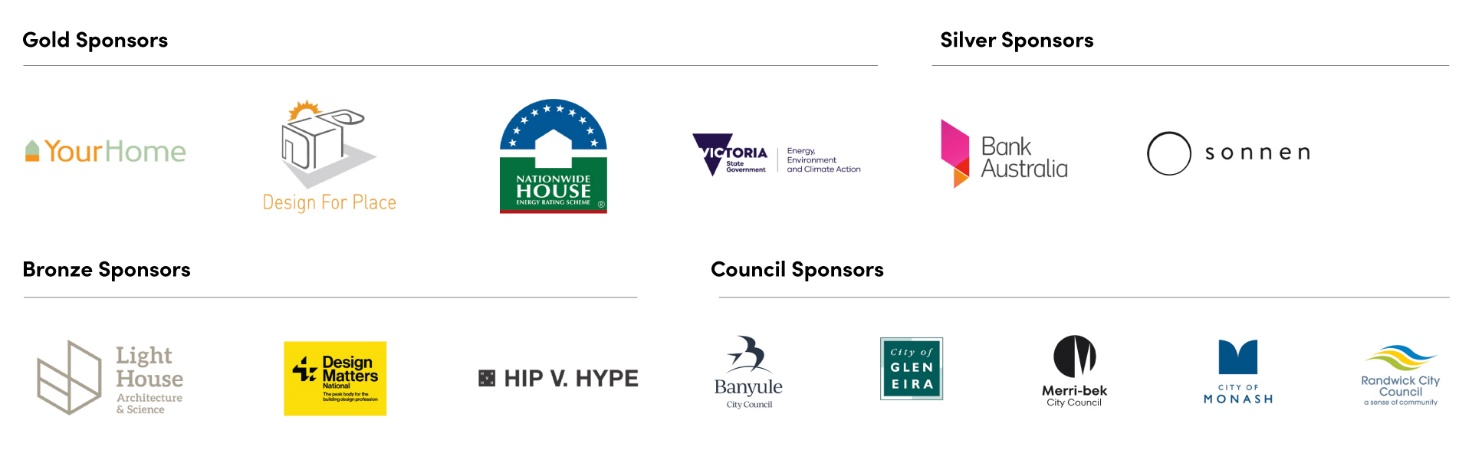 Gold Sponsors
YourHome
Design For Place
NATIONWIDE
HOUSE
ENERGY RATING SCHEME ©
VICTORIA
State
Government
Energy,
Environment
and Climate Action
Silver Sponsors
Bank
Australia
sonnen
Bronze Sponsors
Light
House
Architecture
& Science
Design
Matters
National
The peak body for the
building design profession
HIP V. HYPE
Council Sponsors
Banyule
City Council
City of
GLEN
EIRA
Merri-bek
City Council
CITY OF
MONASH
Randwick City
Council
a sense of community